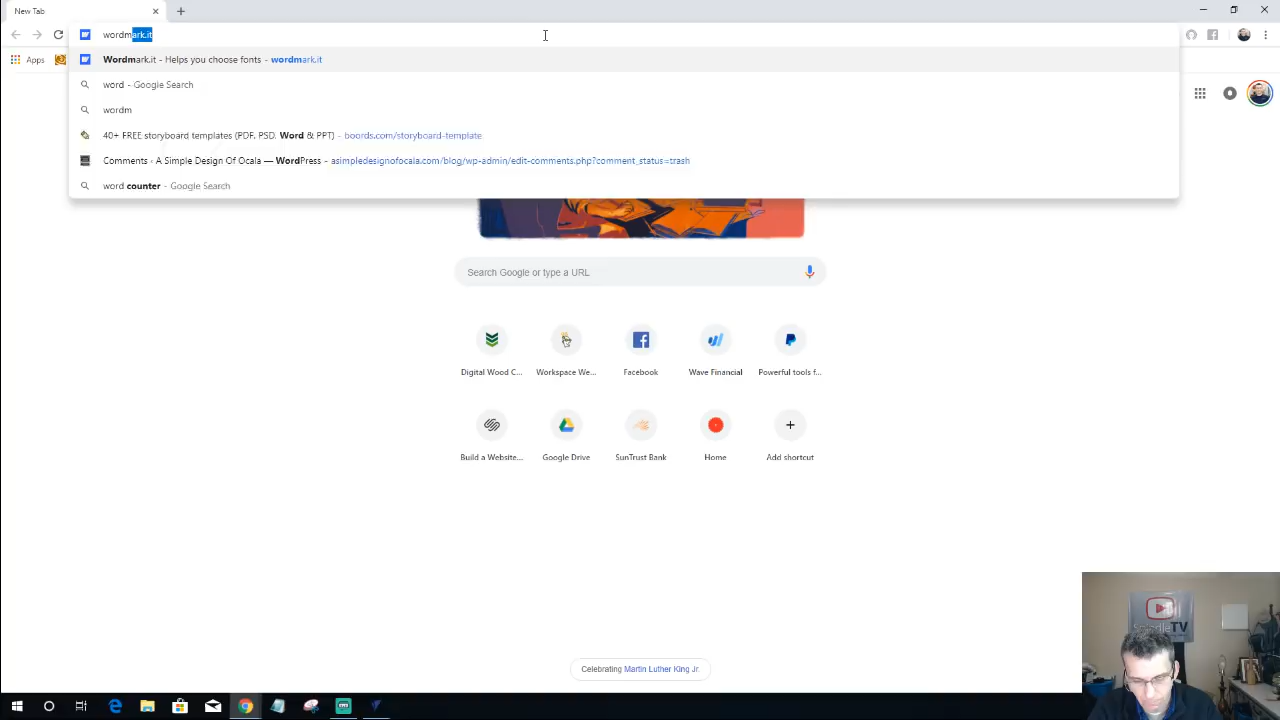 New Tab
wordmark.it
Wordmark.it - Helps you choose fonts - wordmark.it
word - Google Search
wordm
40+ FREE storyboard templates (PDF, PSD, Word & PPT) - boords.com/storyboard-template
Comments ‹ A Simple Design Of Ocala — WordPress - asimpledesignofocala.com/blog/wp-admin/edit-comments.php?comment_status=trash
word counter - Google Search
Apps
Search Google or type a URL
Digital Wood C...
Workspace We...
Facebook
Wave Financial
Powerful tools f...
Build a Website...
Google Drive
SunTrust Bank
Home
Add shortcut
Celebrating Martin Luther King Jr.